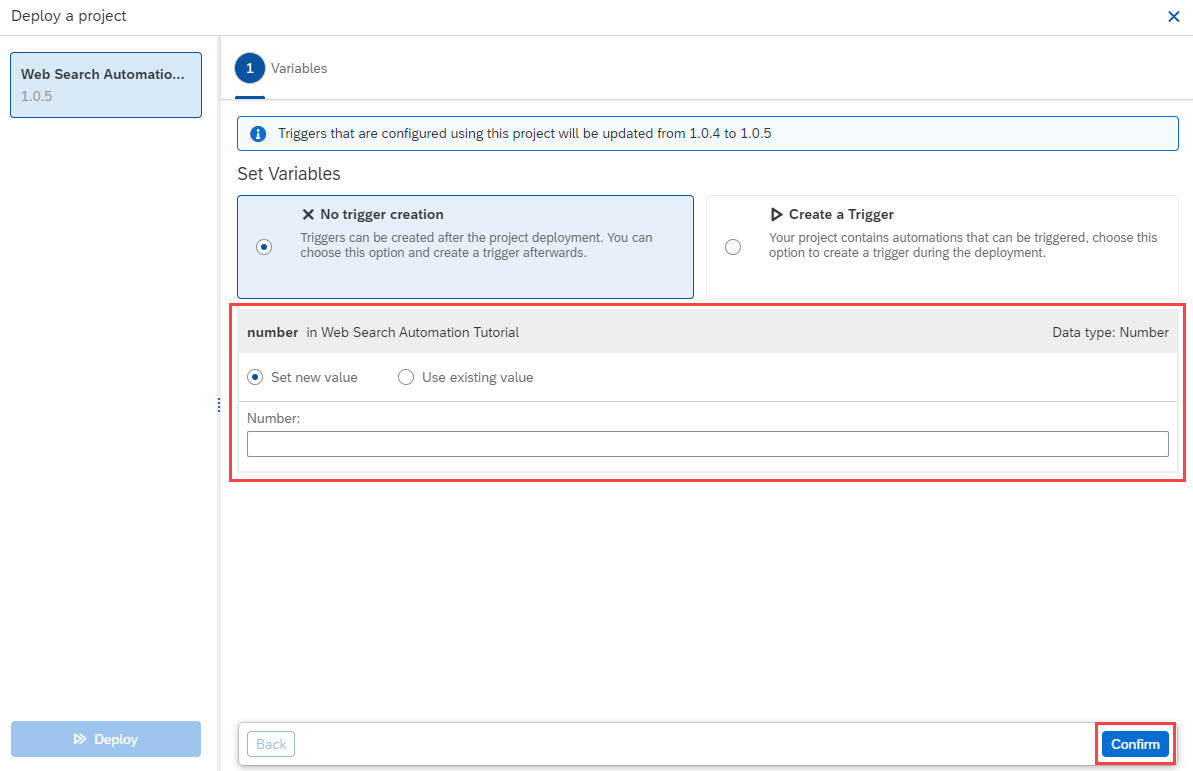 Deploy a project
Web Search Automatio...
1.0.5
1 Variables
Triggers that are configured using this project will be updated from 1.0.4 to 1.0.5
Set Variables
No trigger creation
Triggers can be created after the project deployment. You can
choose this option and create a trigger afterwards.
Create a Trigger
Your project contains automations that can be triggered, choose this
option to create a trigger during the deployment.
number in Web Search Automation Tutorial Data type: Number
Set new value Use existing value
Number:
Deploy
Back Confirm